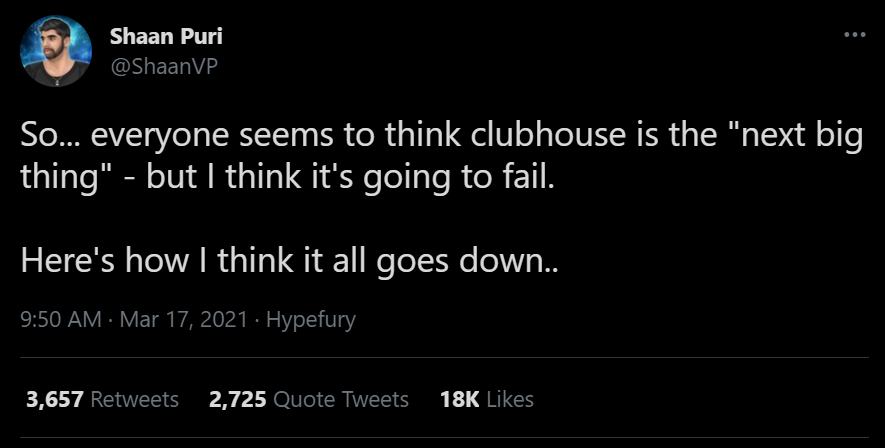 Shaan Puri
@ShaanVP
So... everyone seems to think clubhouse is the "next big
thing" - but I think it's going to fail.
Here's how I think it all goes down..
9:50 AM · Mar 17, 2021 · Hypefury
3,657 Retweets 2,725 Quote Tweets 18K Likes